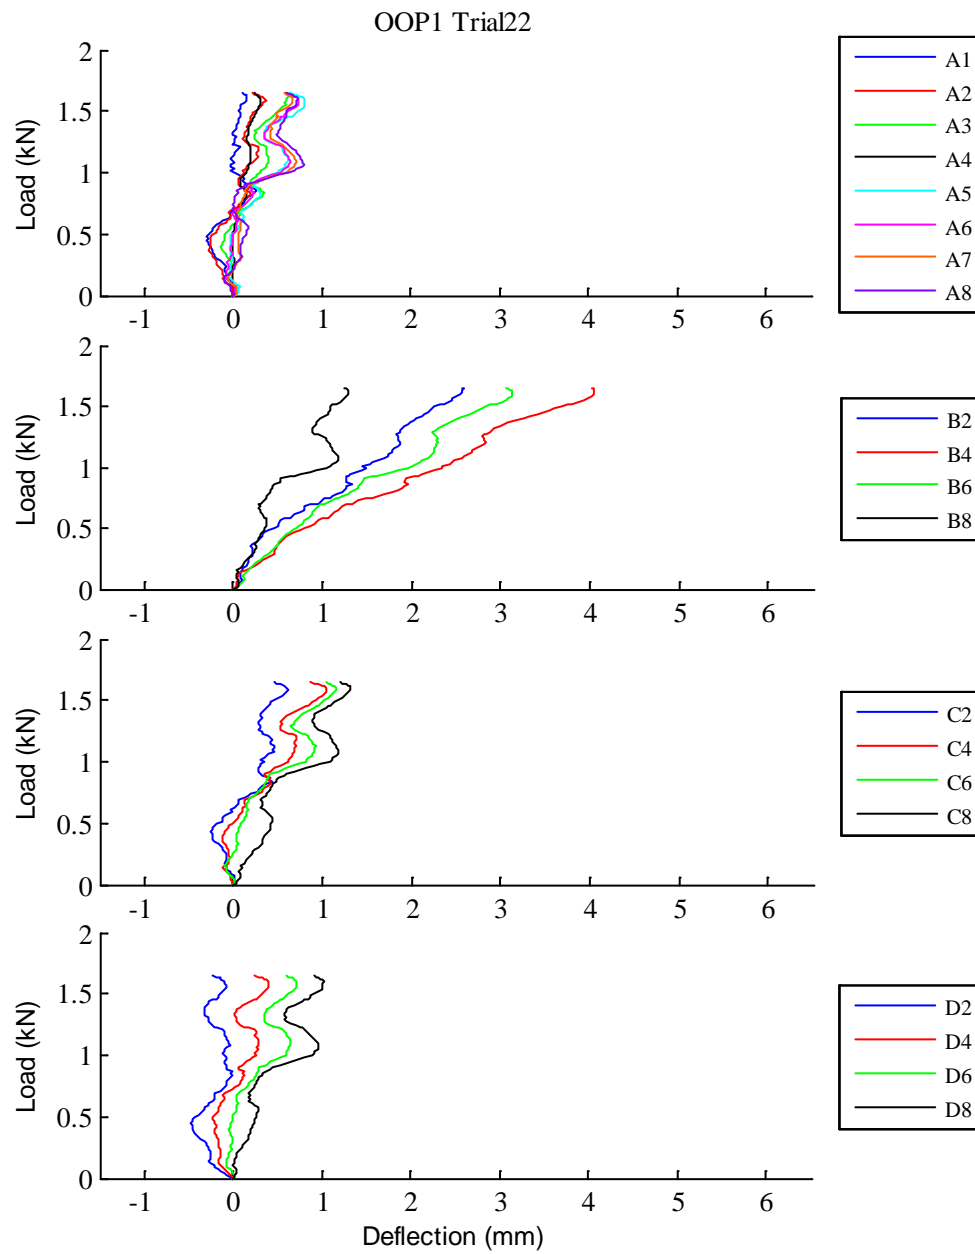 OOP1 Trial22
2
1.5
1
0.5
0
Load (kN)
-1 0 1 2 3 4 5 6
A1
A2
A3
A4
A5
A6
A7
A8
2
1.5
1
0.5
0
Load (kN)
-1 0 1 2 3 4 5 6
B2
B4
B6
B8
2
1.5
1
0.5
0
Load (kN)
-1 0 1 2 3 4 5 6
C2
C4
C6
C8
2
1.5
1
0.5
0
Load (kN)
-1 0 1 2 3 4 5 6
Deflection (mm)
D2
D4
D6
D8